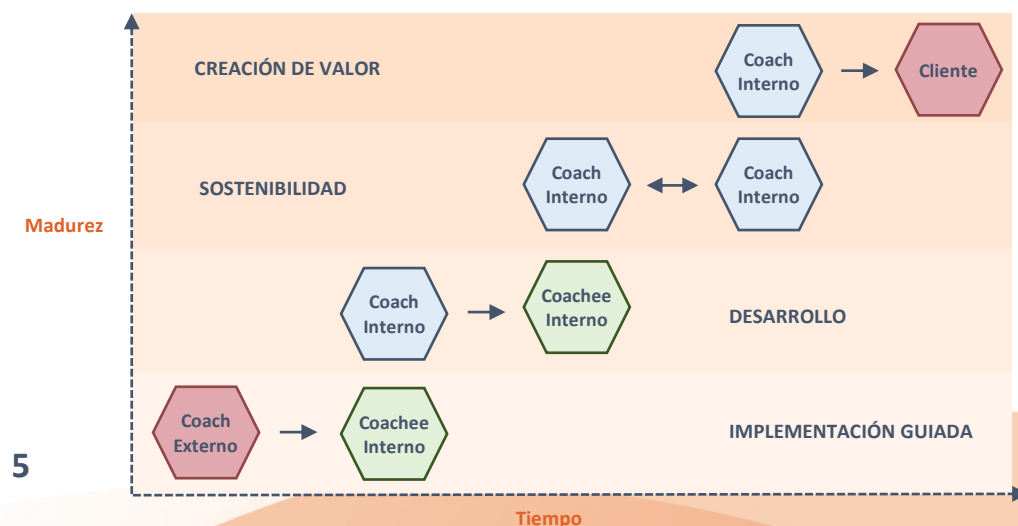 CREACIÓN DE VALOR
Coach
Interno
Cliente
SOSTENIBILIDAD
Coach
Interno
Coach
Interno
Madurez
Coach
Interno
Coachee
Interno
DESARROLLO
Coach
Externo
Coachee
Interno
IMPLEMENTACIÓN GUIADA
5
Tiempo